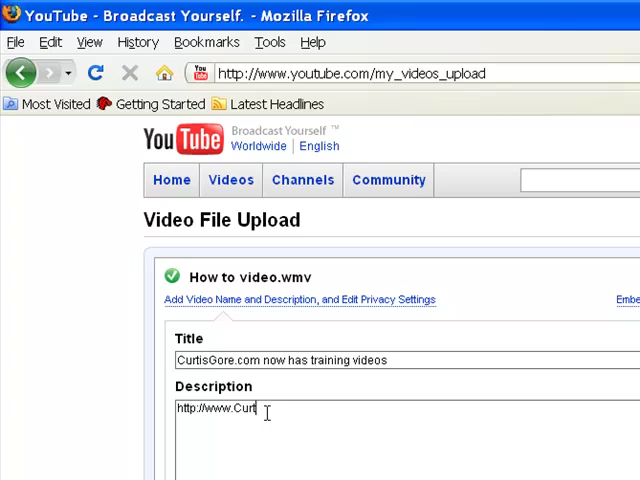 YouTube - Broadcast Yourself. - Mozilla Firefox
File Edit View History Bookmarks Tools Help
You http://www.youtube.com/my_videos_upload
Most Visited Getting Started Latest Headlines
YouTube Broadcast Yourself ™
Worldwide | English
Home Videos Channels Community
Video File Upload
How to video.wmv
Add Video Name and Description, and Edit Privacy Settings Embe
Title
CurtisGore.com now has training videos
Description
http://www.Curt